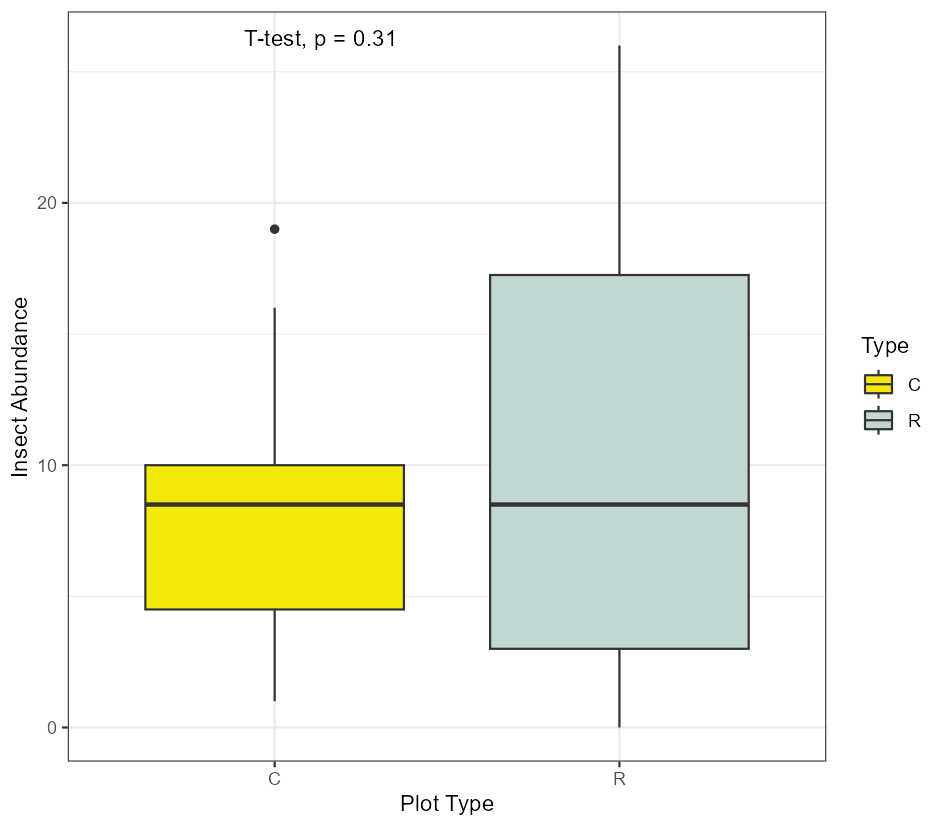 T-test, p = 0.31
Insect Abundance
20
10
0
C
R
Plot Type
Type
C
R